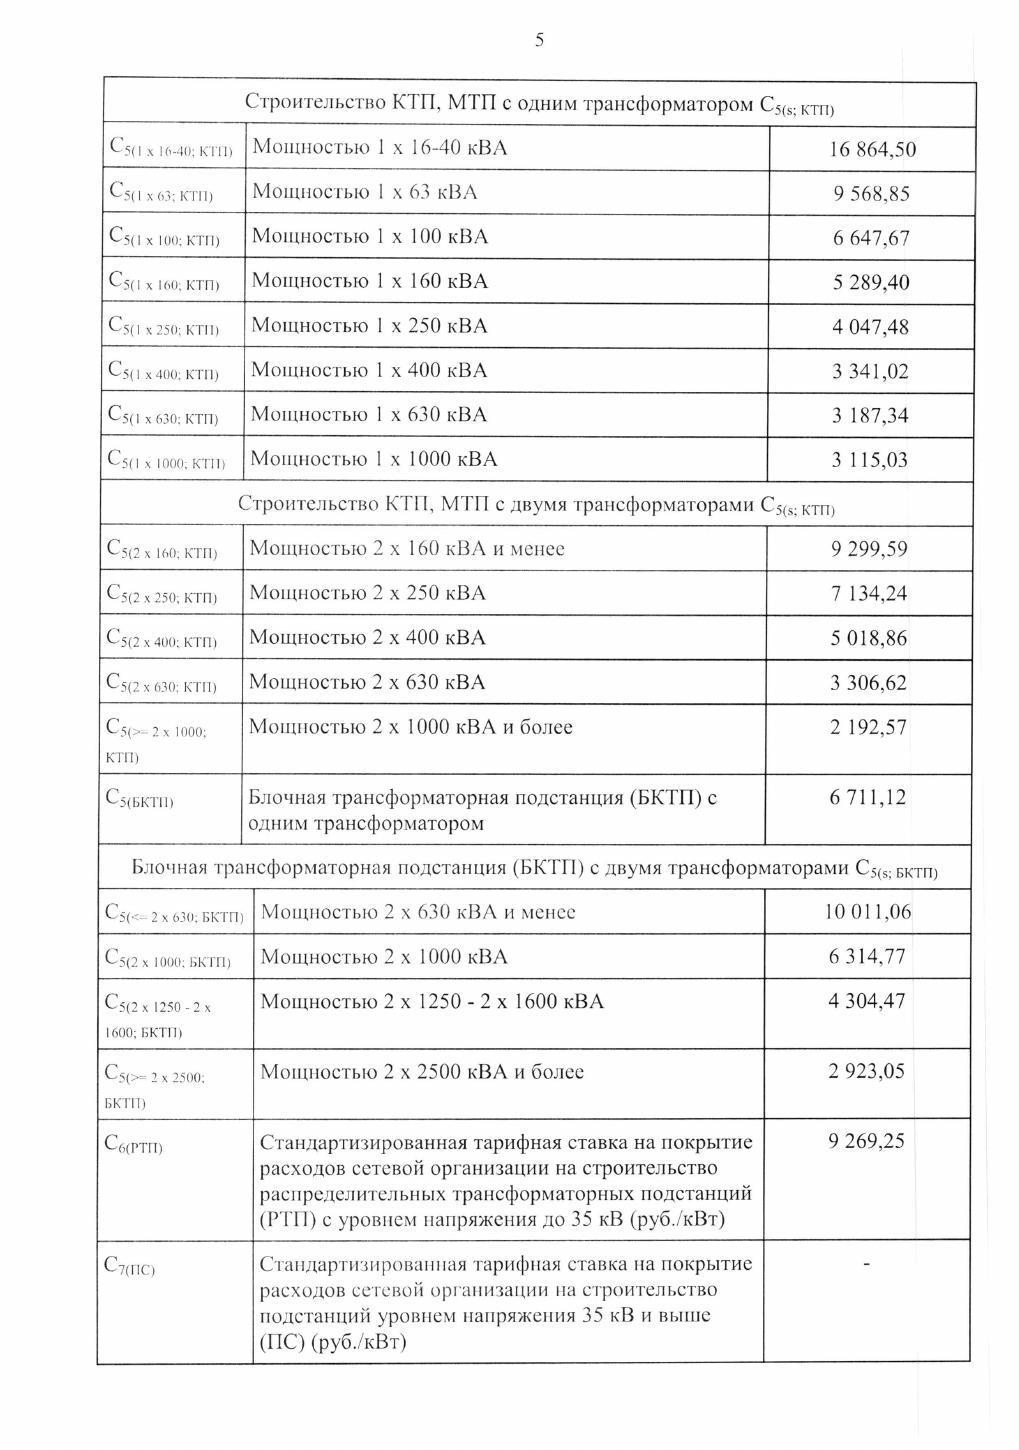 5
Строительство КТП, МТП с одним трансформатором С5(s; КТП)
С5(1 х 16-40; КТП) Мощностью 1 х 16-40 кВА 16 864,50
С5(1 х 63; КТП) Мощностью 1 х 63 кВА 9 568,85
С5(1 х 100; КТП) Мощностью 1 х 100 кВА 6 647,67
С5(1 х 160; КТП) Мощностью 1 х 160 кВА 5 289,40
С5(1 х 250; КТП) Мощностью 1 х 250 кВА 4 047,48
С5(1 х 400; КТП) Мощностью 1 х 400 кВА 3 341,02
С5(1 х 630; КТП) Мощностью 1 х 630 кВА 3 187,34
С5(1 х 1000; КТП) Мощностью 1 х 1000 кВА 3 115,03
Строительство КТП, МТП с двумя трансформаторами С5(s; КТП)
С5(2 х 160; КТП) Мощностью 2 х 160 кВА и менее 9 299,59
С5(2 х 250; КТП) Мощностью 2 х 250 кВА 7 134,24
С5(2 х 400; КТП) Мощностью 2 х 400 кВА 5 018,86
С5(2 х 630; КТП) Мощностью 2 х 630 кВА 3 306,62
С5(>= 2 х 1000; Мощностью 2 х 1000 кВА и более 2 192,57
КТП)
С5(БКТП) Блочная трансформаторная подстанция (БКТП) с 6 711,12
одним трансформатором
Блочная трансформаторная подстанция (БКТП) с двумя трансформаторами С5(s; БКТП)
С5(<= 2 х 630; БКТП) Мощностью 2 х 630 кВА и менее 10 011,06
С5(2 х 1000; БКТП) Мощностью 2 х 1000 кВА 6 314,77
С5(2 х 1250 - 2 х Мощностью 2 х 1250 - 2 х 1600 кВА 4 304,47
1600; БКТП)
С5(>= 2 х 2500; Мощностью 2 х 2500 кВА и более 2 923,05
БКТП)
С6(РТП) Стандартизированная тарифная ставка на покрытие 9 269,25
расходов сетевой организации на строительство
распределительных трансформаторных подстанций
(РТП) с уровнем напряжения до 35 кВ (руб./кВт)
С7(ПС) Стандартизированная тарифная ставка на покрытие -
расходов сетевой организации на строительство
подстанций уровнем напряжения 35 кВ и выше
(ПС) (руб./кВт)